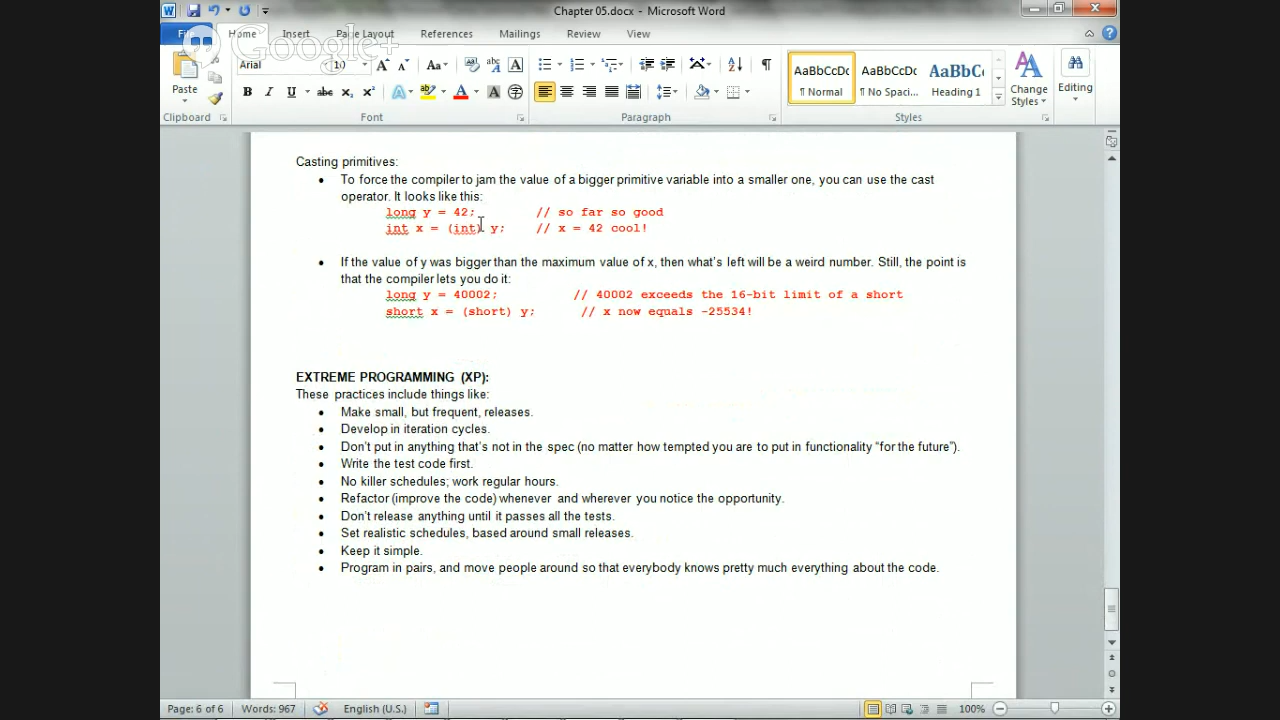 Chapter 05.docx - Microsoft Word
File Home Insert Page Layout References Mailings Review View
Google+
Paste
Arial 10 Aa
AaBbCcDc AaBbCcDc AaBbC
¶ Normal ¶ No Spaci... Heading 1
Change Styles
Editing
Clipboard Font Paragraph Styles
Casting primitives:
• To force the compiler to jam the value of a bigger primitive variable into a smaller one, you can use the cast
operator. It looks like this:
long y = 42; // so far so good
int x = (int) y; // x = 42 cool!
• If the value of y was bigger than the maximum value of x, then what's left will be a weird number. Still, the point is
that the compiler lets you do it:
long y = 40002; // 40002 exceeds the 16-bit limit of a short
short x = (short) y; // x now equals -25534!
EXTREME PROGRAMMING (XP):
These practices include things like:
• Make small, but frequent, releases.
• Develop in iteration cycles.
• Don't put in anything that's not in the spec (no matter how tempted you are to put in functionality “for the future”).
• Write the test code first.
• No killer schedules; work regular hours.
• Refactor (improve the code) whenever and wherever you notice the opportunity.
• Don't release anything until it passes all the tests.
• Set realistic schedules, based around small releases.
• Keep it simple.
• Program in pairs, and move people around so that everybody knows pretty much everything about the code.
Page: 6 of 6 Words: 967 English (U.S.) 100%